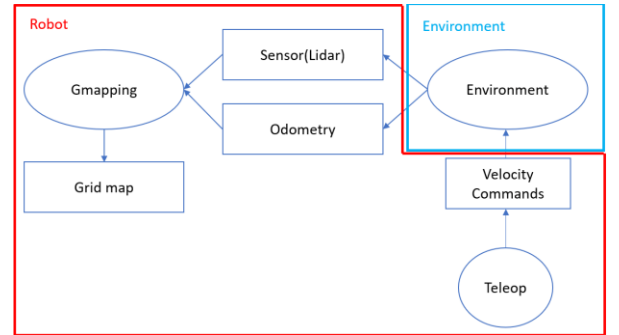 Robot
Environment
Sensor(Lidar)
Gmapping
Environment
Odometry
Grid map
Velocity
Commands
Teleop